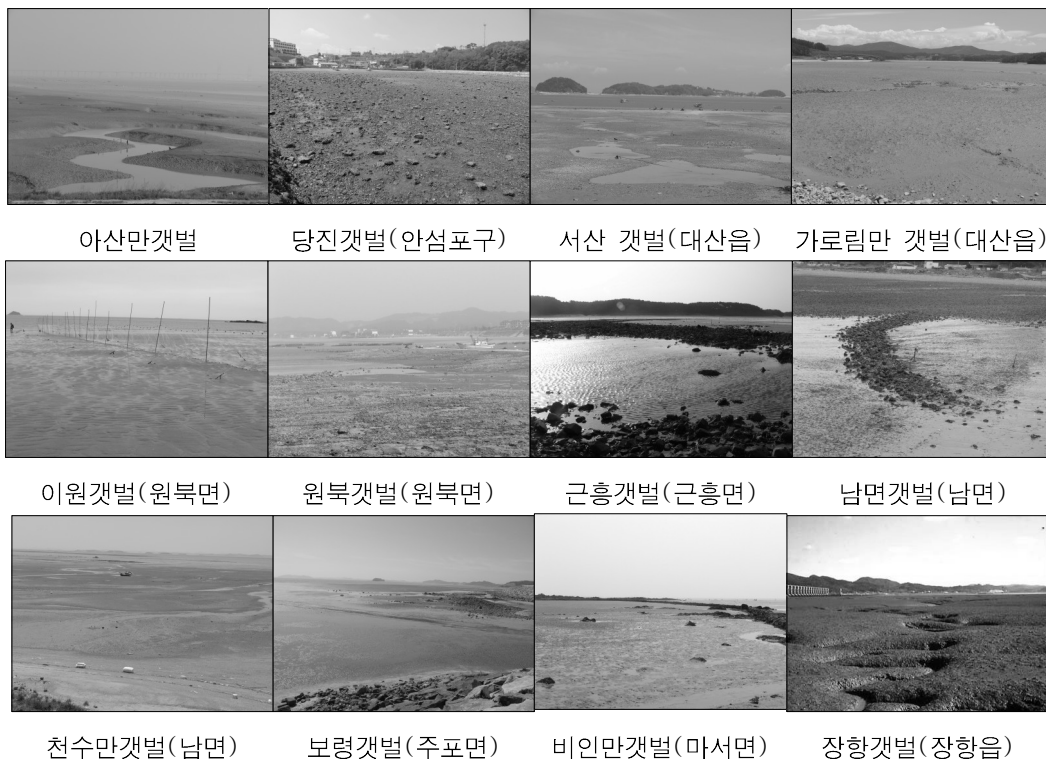 아산만갯벌 당진갯벌(안섬포구) 서산 갯벌(대산읍) 가로림만 갯벌(대산읍)
이원갯벌(원북면) 원북갯벌(원북면) 근흥갯벌(근흥면) 남면갯벌(남면)
천수만갯벌(남면) 보령갯벌(주포면) 비인만갯벌(마서면) 장항갯벌(장항읍)